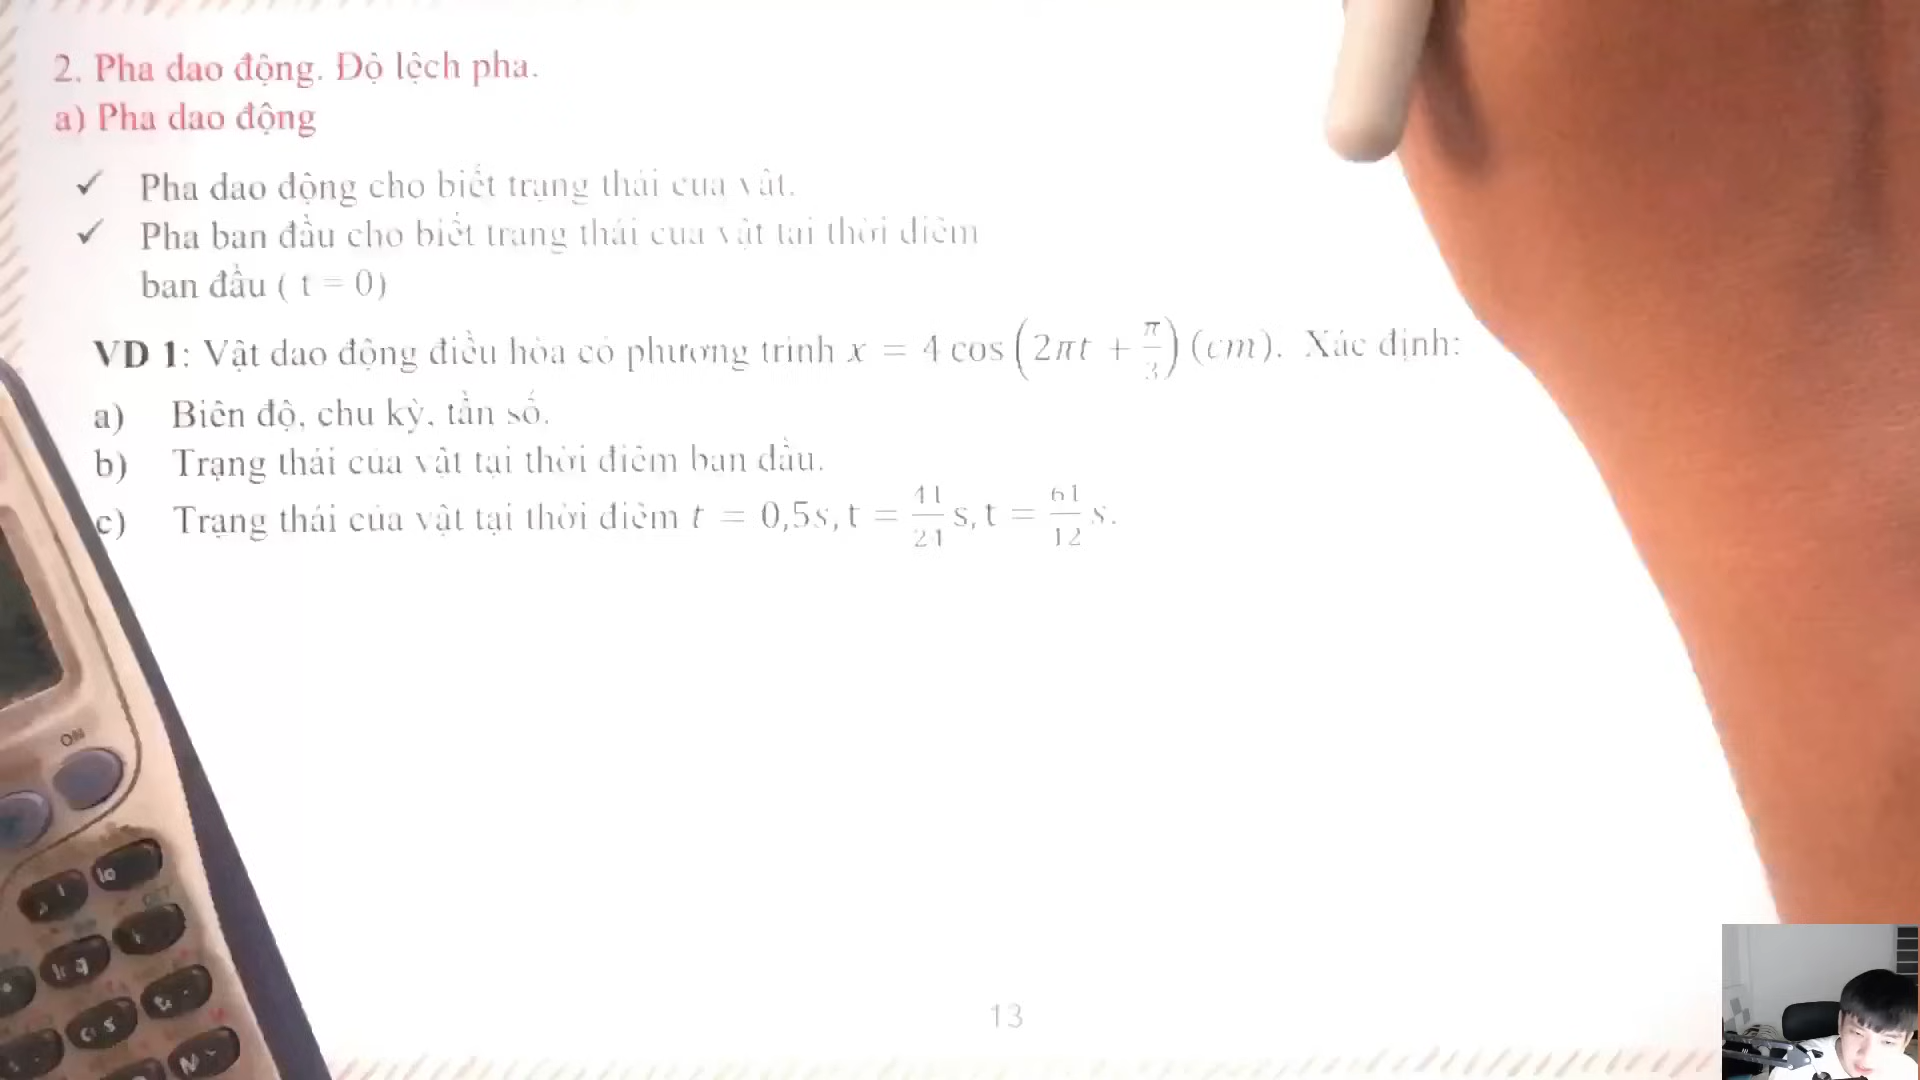 2. Pha dao động. Độ lệch pha.
a) Pha dao động
✓ Pha dao động cho biết trạng thái của vật.
✓ Pha ban đầu cho biết trạng thái của vật tại thời điểm
ban đầu ( t = 0)
VD 1: Vật dao động điều hòa có phương trình x = 4 cos(2πt + π/3) (cm). Xác định:
a) Biên độ, chu kỳ, tần số.
b) Trạng thái của vật tại thời điểm ban đầu.
c) Trạng thái của vật tại thời điểm t = 0,5s, t = 41/24 s, t = 61/12 s.
ON
13